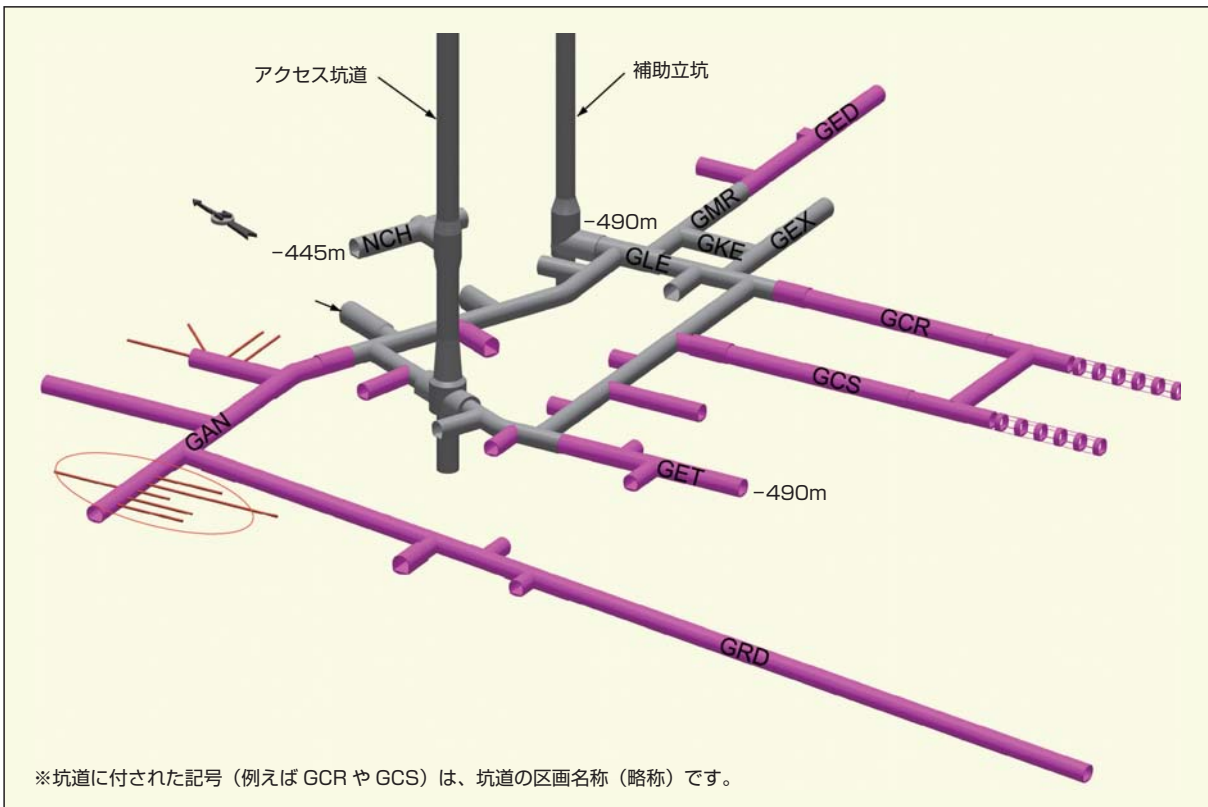 アクセス坑道
補助立坑
GED
GMR
-490m
NCH
GKE
GEX
-445m
GLE
GCR
GCS
GAN
GET
-490m
GRD
※坑道に付された記号（例えば GCR や GCS）は、坑道の区画名称（略称）です。